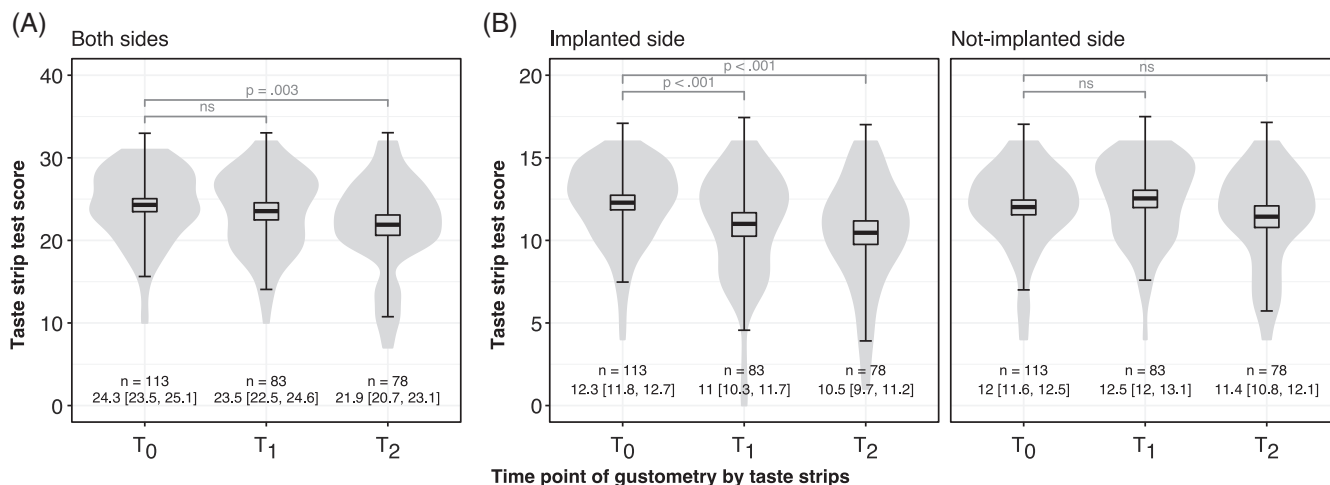 (A)
Both sides
Taste strip test score
40
30
20
10
0
p = .003
ns
n = 113
24.3 [23.5, 25.1]
n = 83
23.5 [22.5, 24.6]
n = 78
21.9 [20.7, 23.1]
T0
T1
T2
(B)
Implanted side
Taste strip test score
20
15
10
5
0
p < .001
p < .001
n = 113
12.3 [11.8, 12.7]
n = 83
11 [10.3, 11.7]
n = 78
10.5 [9.7, 11.2]
T0
T1
T2
Not-implanted side
ns
ns
n = 113
12 [11.6, 12.5]
n = 83
12.5 [12, 13.1]
n = 78
11.4 [10.8, 12.1]
T0
T1
T2
Time point of gustometry by taste strips